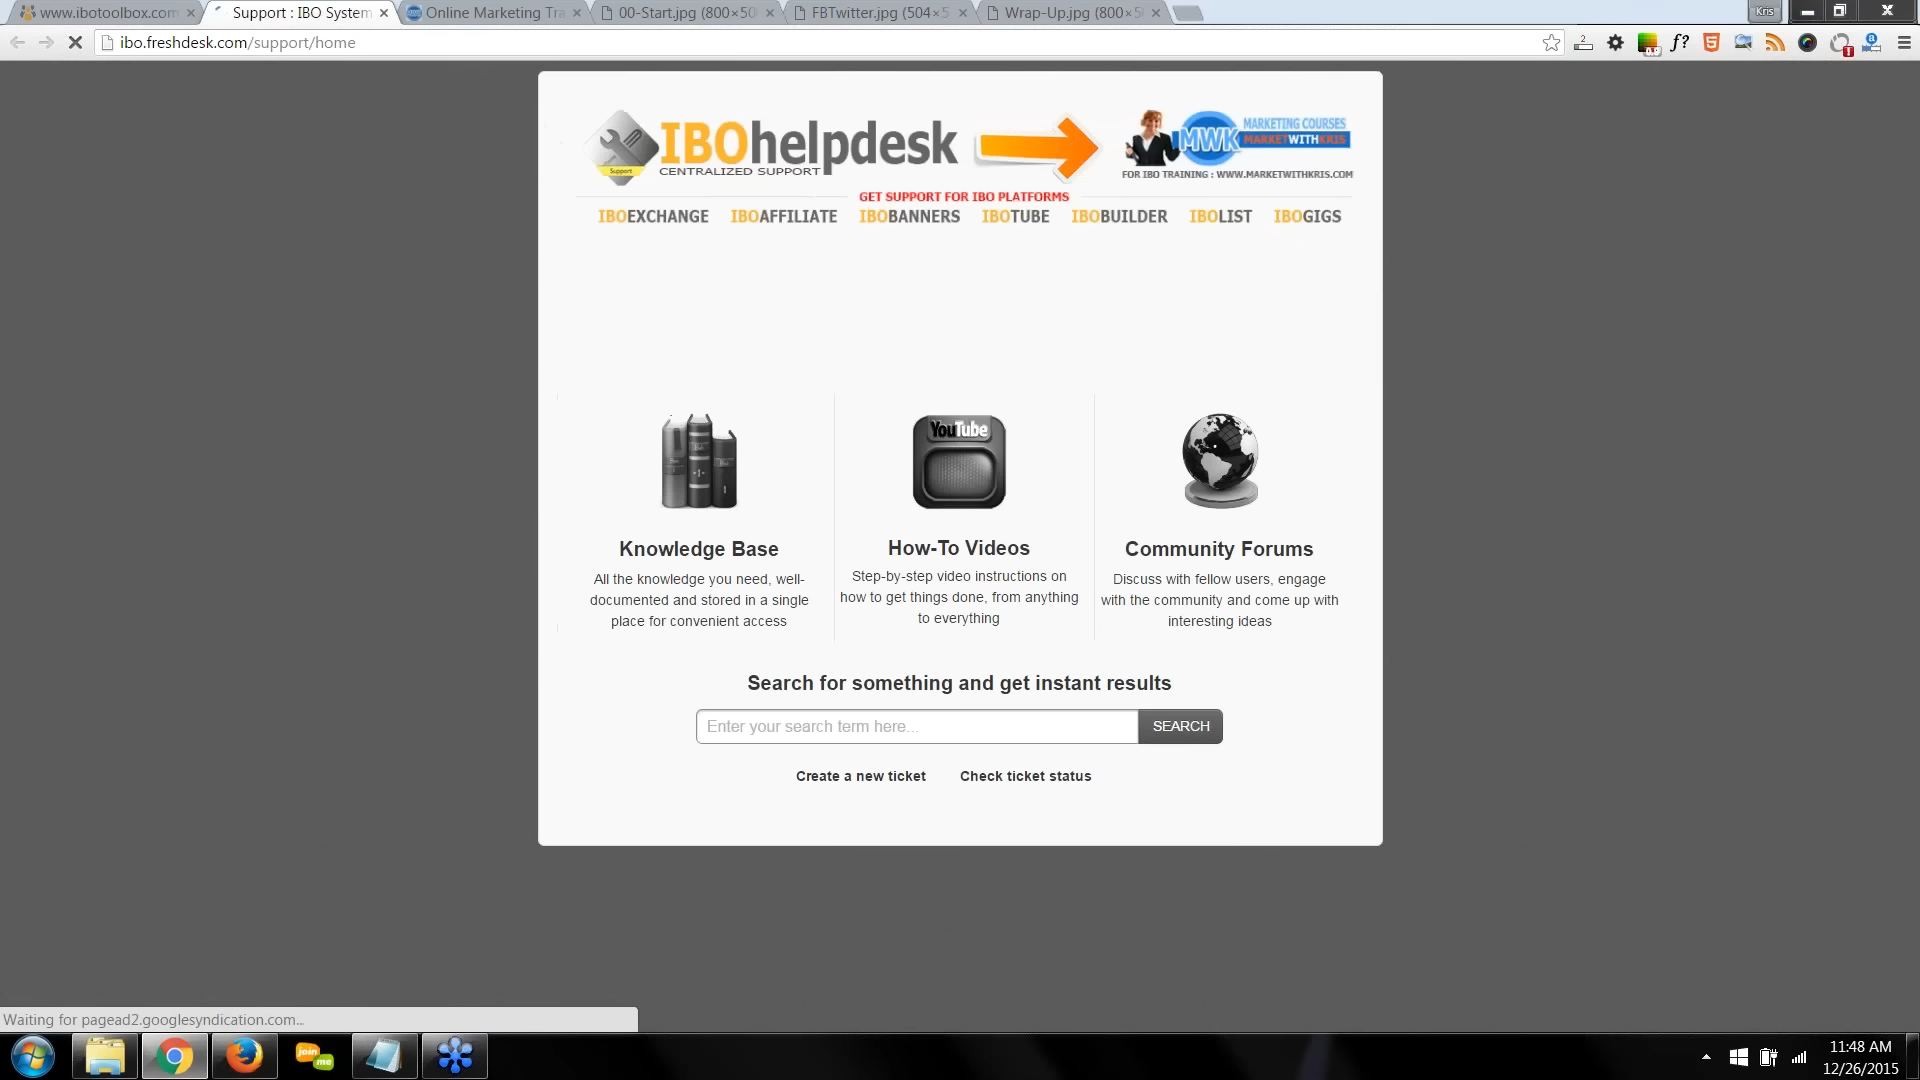 www.ibotoolbox.com
Support : IBO System
Online Marketing Tra
00-Start.jpg (800×50
FBTwitter.jpg (504×5
Wrap-Up.jpg (800×5
Kris
ibo.freshdesk.com/support/home
IBOhelpdesk
CENTRALIZED SUPPORT
Support
MWK
MARKETING COURSES
MARKETWITHKRIS
FOR IBO TRAINING : WWW.MARKETWITHKRIS.COM
GET SUPPORT FOR IBO PLATFORMS
IBOEXCHANGE IBOAFFILIATE IBOBANNERS IBOTUBE IBOBUILDER IBOLIST IBOGIGS
YouTube
Knowledge Base
All the knowledge you need, well-
documented and stored in a single
place for convenient access
How-To Videos
Step-by-step video instructions on
how to get things done, from anything
to everything
Community Forums
Discuss with fellow users, engage
with the community and come up with
interesting ideas
Search for something and get instant results
Enter your search term here...
SEARCH
Create a new ticket
Check ticket status
Waiting for pagead2.googlesyndication.com...
join me
11:48 AM
12/26/2015